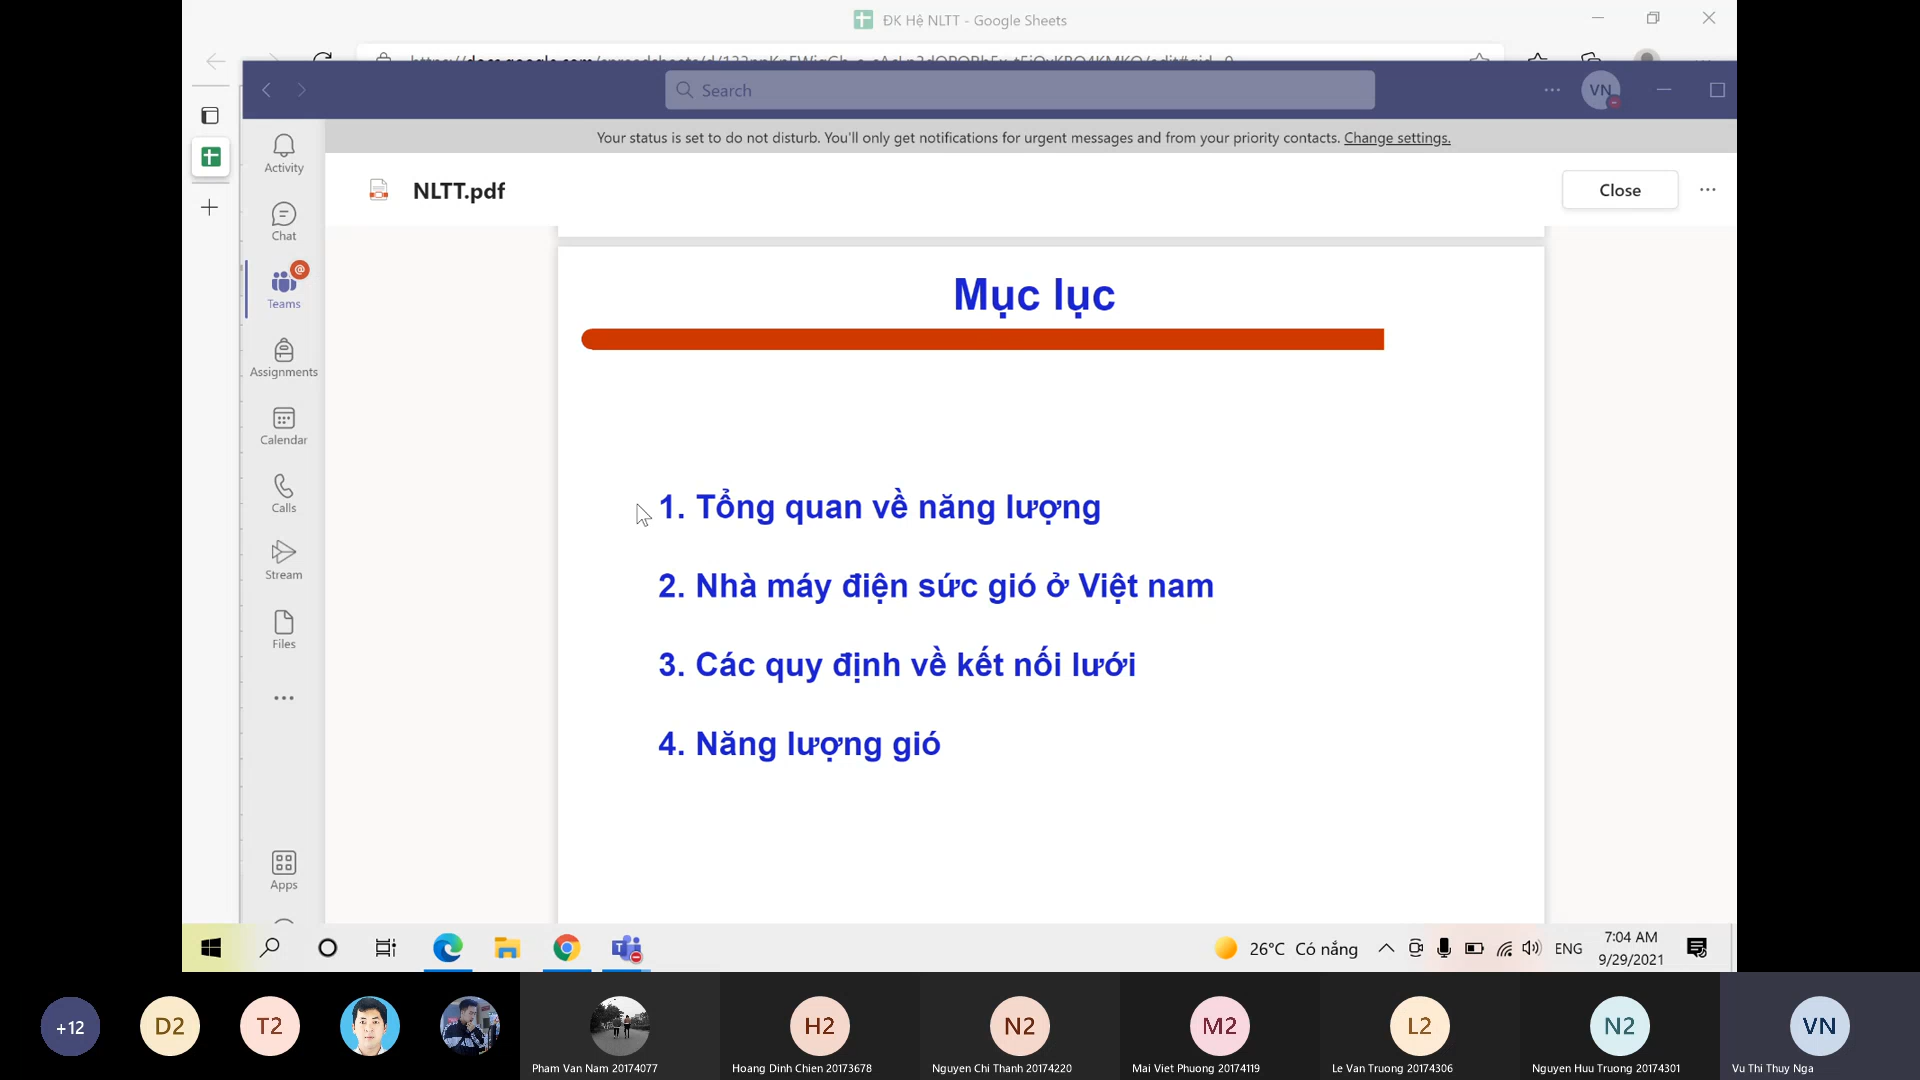 ĐK Hệ NLTT - Google Sheets
Search
VN
Your status is set to do not disturb. You'll only get notifications for urgent messages and from your priority contacts. Change settings.
Activity
Chat
@
Teams
Assignments
Calendar
Calls
Stream
Files
Apps
NLTT.pdf
Close
Mục lục
1. Tổng quan về năng lượng
2. Nhà máy điện sức gió ở Việt nam
3. Các quy định về kết nối lưới
4. Năng lượng gió
26°C Có nắng
ENG
7:04 AM
9/29/2021
+12
D2
T2
H2
N2
M2
L2
N2
VN
Pham Van Nam 20174077
Hoang Dinh Chien 20173678
Nguyen Chi Thanh 20174220
Mai Viet Phuong 20174119
Le Van Truong 20174306
Nguyen Huu Truong 20174301
Vu Thi Thuy Nga